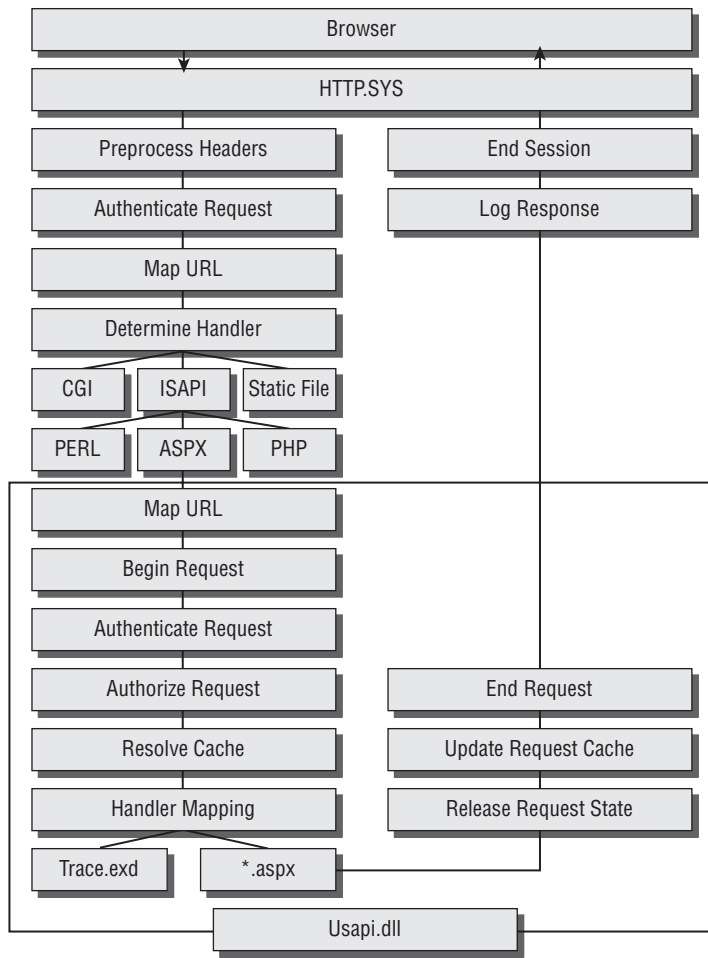 Browser
HTTP.SYS
Preprocess Headers
End Session
Authenticate Request
Log Response
Map URL
Determine Handler
CGI
ISAPI
Static File
PERL
ASPX
PHP
Map URL
Begin Request
Authenticate Request
Authorize Request
End Request
Resolve Cache
Update Request Cache
Handler Mapping
Release Request State
Trace.exd
*.aspx
Usapi.dll